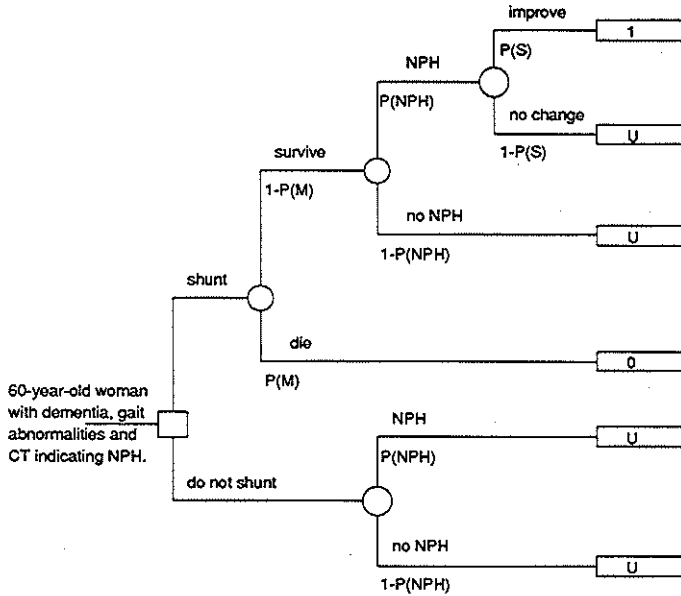 improve
1
P(S)
NPH
P(NPH)
no change
U
1-P(S)
survive
1-P(M)
no NPH
U
1-P(NPH)
shunt
die
0
P(M)
60-year-old woman
with dementia, gait
abnormalities and
CT indicating NPH.
NPH
U
P(NPH)
do not shunt
no NPH
U
1-P(NPH)